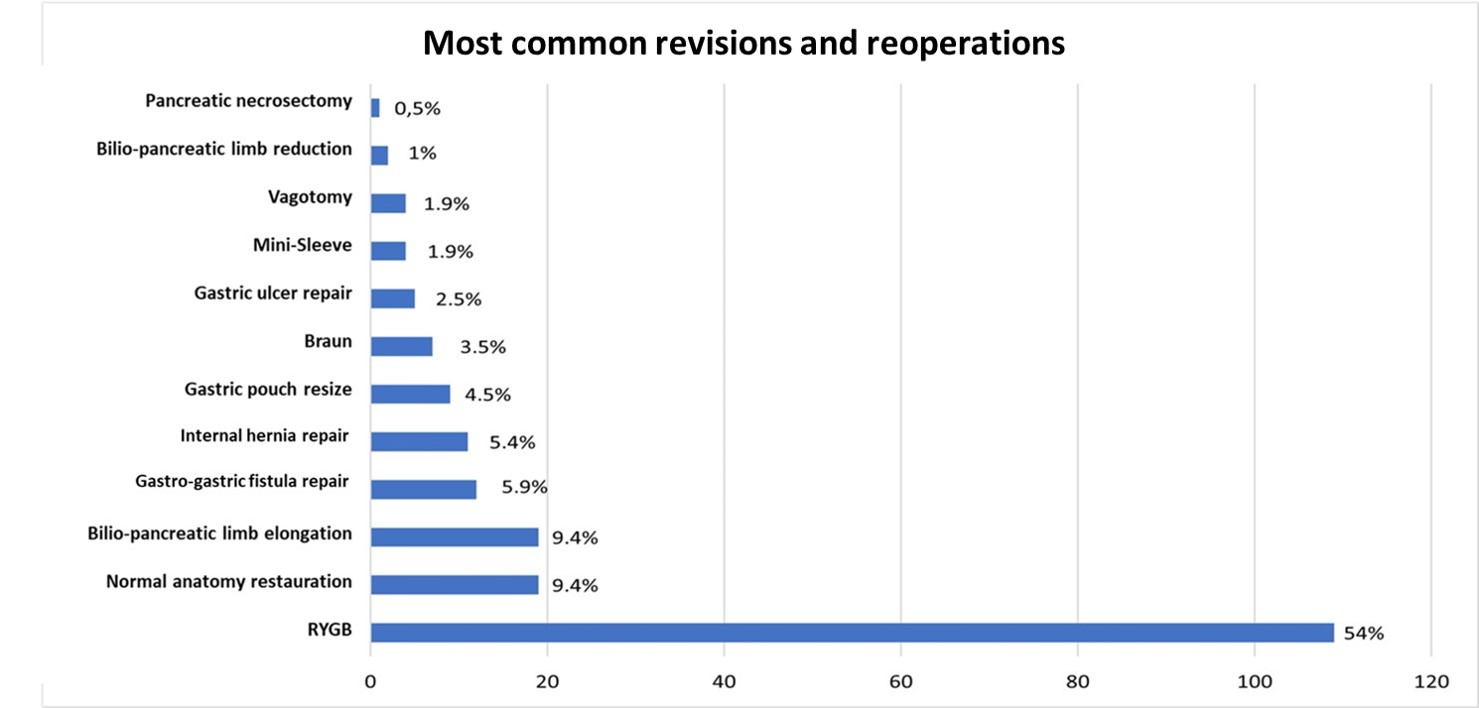 Most common revisions and reoperations
Pancreatic necrosectomy 0,5%
Bilio-pancreatic limb reduction 1%
Vagotomy 1.9%
Mini-Sleeve 1.9%
Gastric ulcer repair 2.5%
Braun 3.5%
Gastric pouch resize 4.5%
Internal hernia repair 5.4%
Gastro-gastric fistula repair 5.9%
Bilio-pancreatic limb elongation 9.4%
Normal anatomy restauration 9.4%
RYGB 54%
0 20 40 60 80 100 120